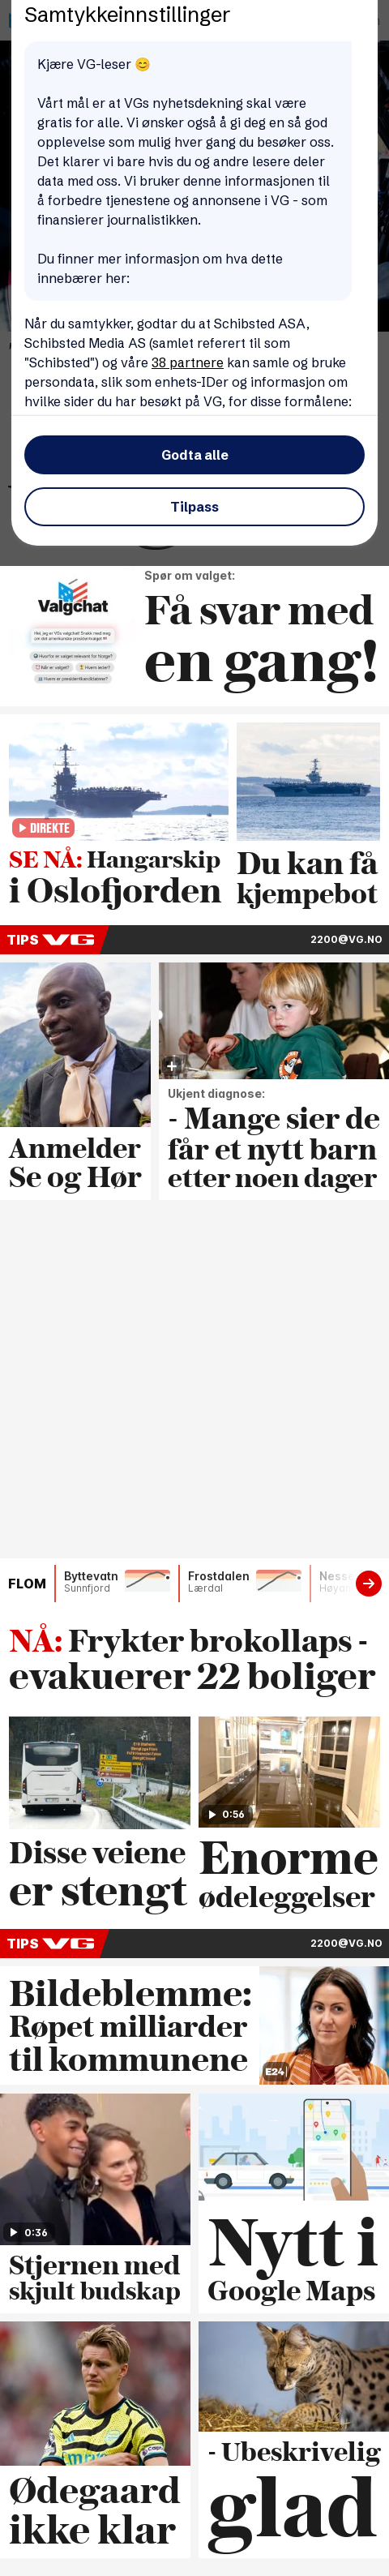 Samtykkeinnstillinger
Kjære VG-leser 😊
Vårt mål er at VGs nyhetsdekning skal være
gratis for alle. Vi ønsker også å gi deg en så god
opplevelse som mulig hver gang du besøker oss.
Det klarer vi bare hvis du og andre lesere deler
data med oss. Vi bruker denne informasjonen til
å forbedre tjenestene og annonsene i VG - som
finansierer journalistikken.
Du finner mer informasjon om hva dette
innebærer her:
Når du samtykker, godtar du at Schibsted ASA,
Schibsted Media AS (samlet referert til som
"Schibsted") og våre 38 partnere kan samle og bruke
persondata, slik som enhets-IDer og informasjon om
hvilke sider du har besøkt på VG, for disse formålene:
Godta alle
Tilpass
Valgchat
Spør om valget:
Få svar med
en gang!
DIREKTE
SE NÅ: Hangarskip
i Oslofjorden
Du kan få
kjempebot
TIPS VG
2200@VG.NO
Anmelder
Se og Hør
Ukjent diagnose:
- Mange sier de
får et nytt barn
etter noen dager
FLOM
Byttevatn
Sunnfjord
Frostdalen
Lærdal
NÅ: Frykter brokollaps -
evakuerer 22 boliger
0:56
Disse veiene
er stengt
Enorme
ødeleggelser
TIPS VG
2200@VG.NO
Bildeblemme:
Røpet milliarder
til kommunene
E24
0:36
Stjernen med
skjult budskap
Nytt i
Google Maps
Ødegaard
ikke klar
- Ubeskrivelig
glad